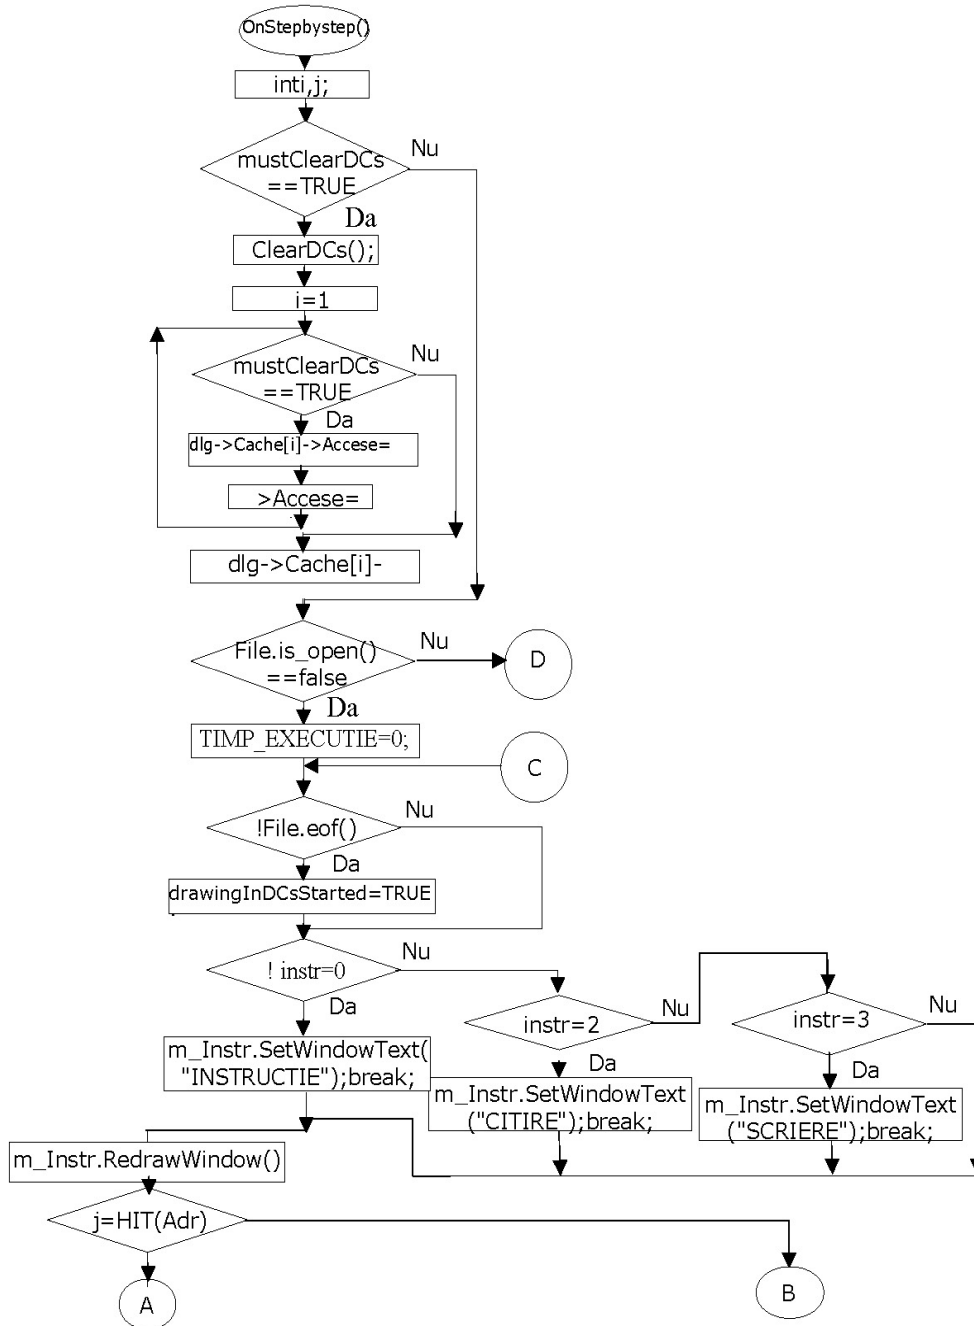 OnStepbystep()
inti,j;
Nu
mustClearDCs
==TRUE
Da
ClearDCs();
i=1
Nu
mustClearDCs
==TRUE
Da
dlg->Cache[i]->Accese=
>Accese=
dlg->Cache[i]-
Nu
File.is_open()
==false
D
Da
TIMP_EXECUTIE=0;
C
Nu
!File.eof()
Da
drawingInDCsStarted=TRUE
Nu
! instr=0
Da
Nu
instr=2
Da
Nu
instr=3
Da
m_Instr.SetWindowText(
"INSTRUCTIE");break;
m_Instr.SetWindowText
("CITIRE");break;
m_Instr.SetWindowText
("SCRIERE");break;
m_Instr.RedrawWindow()
j=HIT(Adr)
A
B